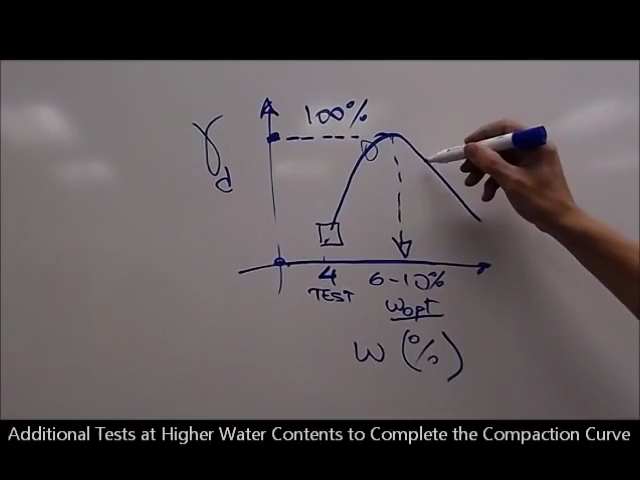 100%
γd
4
TEST
6-10%
wopt
w (%)
Additional Tests at Higher Water Contents to Complete the Compaction Curve